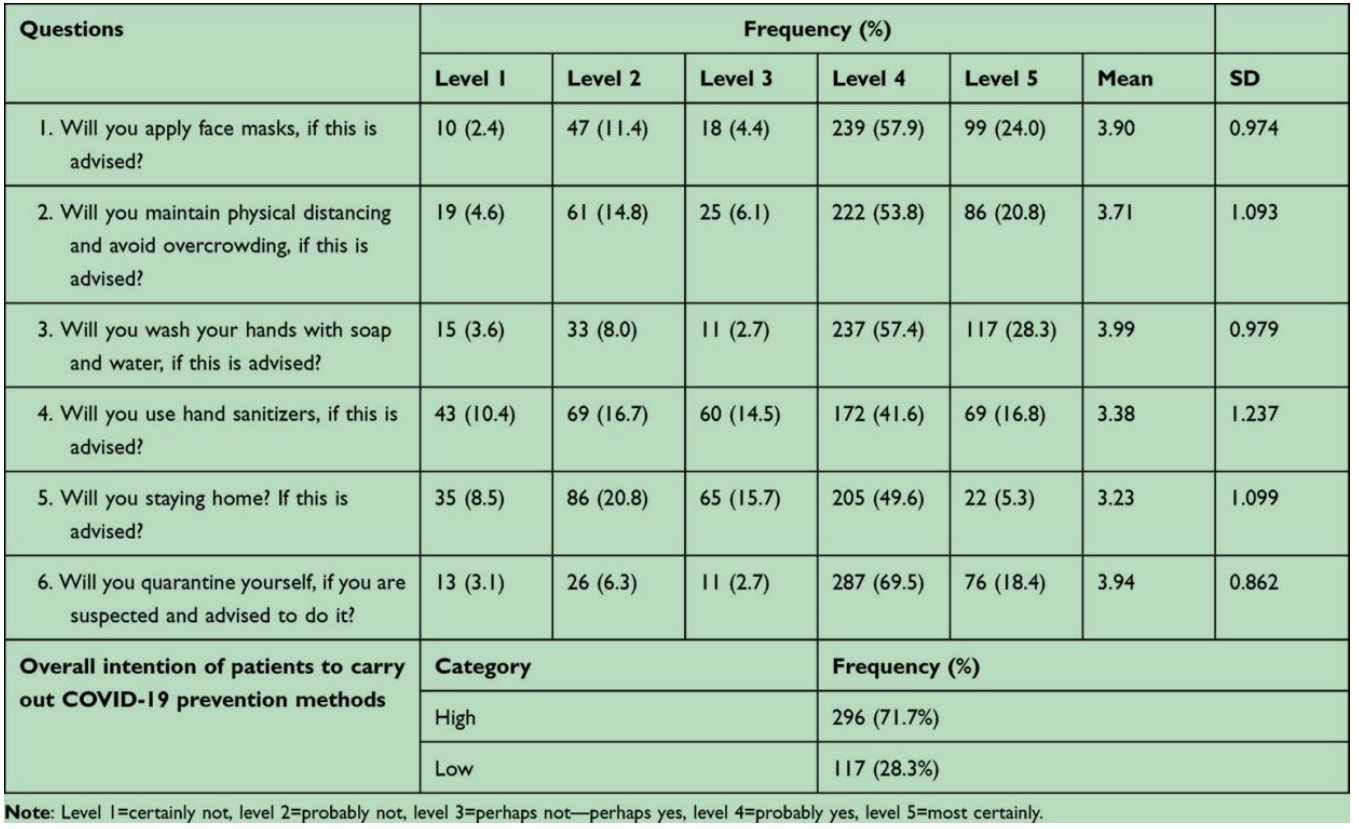 Questions Frequency (%)
Level 1 Level 2 Level 3 Level 4 Level 5 Mean SD
1. Will you apply face masks, if this is 10 (2.4) 47 (11.4) 18 (4.4) 239 (57.9) 99 (24.0) 3.90 0.974
advised?
2. Will you maintain physical distancing 19 (4.6) 61 (14.8) 25 (6.1) 222 (53.8) 86 (20.8) 3.71 1.093
and avoid overcrowding, if this is
advised?
3. Will you wash your hands with soap 15 (3.6) 33 (8.0) 11 (2.7) 237 (57.4) 117 (28.3) 3.99 0.979
and water, if this is advised?
4. Will you use hand sanitizers, if this is 43 (10.4) 69 (16.7) 60 (14.5) 172 (41.6) 69 (16.8) 3.38 1.237
advised?
5. Will you staying home? If this is 35 (8.5) 86 (20.8) 65 (15.7) 205 (49.6) 22 (5.3) 3.23 1.099
advised?
6. Will you quarantine yourself, if you are 13 (3.1) 26 (6.3) 11 (2.7) 287 (69.5) 76 (18.4) 3.94 0.862
suspected and advised to do it?
Overall intention of patients to carry Category Frequency (%)
out COVID-19 prevention methods
High 296 (71.7%)
Low 117 (28.3%)
Note: Level 1=certainly not, level 2=probably not, level 3=perhaps not—perhaps yes, level 4=probably yes, level 5=most certainly.